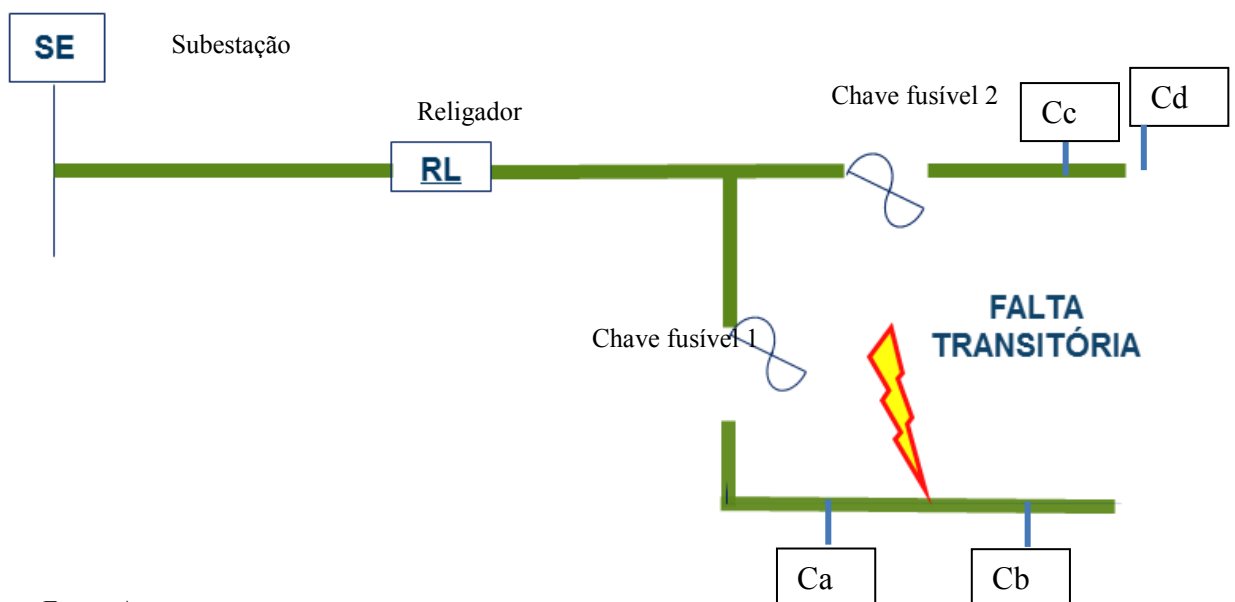 SE
Subestação
Religador
RL
Chave fusível 2
Cc
Cd
Chave fusível 1
FALTA
TRANSITÓRIA
Ca
Cb